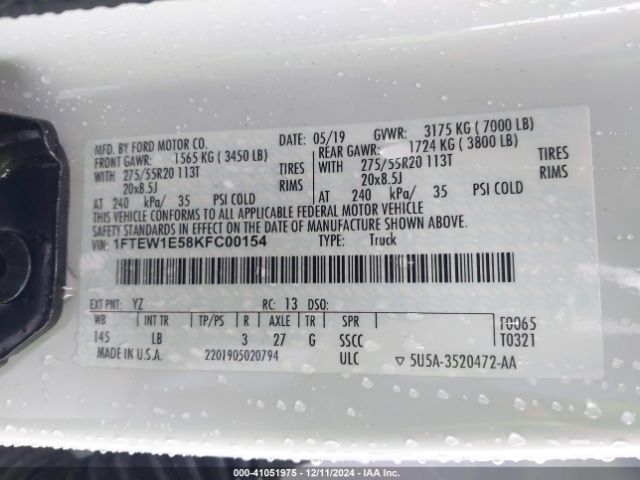 MFD. BY FORD MOTOR CO.
DATE: 05/19 GVWR: 3175 KG (7000 LB)
FRONT GAWR: 1565 KG (3450 LB)
REAR GAWR: 1724 KG (3800 LB)
WITH 275/55R20 113T TIRES
WITH 275/55R20 113T TIRES
20x8.5J RIMS
20x8.5J RIMS
AT 240 kPa/ 35 PSI COLD
AT 240 kPa/ 35 PSI COLD
THIS VEHICLE CONFORMS TO ALL APPLICABLE FEDERAL MOTOR VEHICLE
SAFETY STANDARDS IN EFFECT ON THE DATE OF MANUFACTURE SHOWN ABOVE.
VIN: 1FTEW1E58KFC00154 TYPE: Truck
EXT PNT: YZ RC: 13 DSO:
WB INT TR TP/PS R AXLE TR SPR
145 LB 3 27 G SSCC
F0065
T0321
MADE IN U.S.A. 2201905020794 ULC ▽ 5U5A-3520472-AA
000-41051975 - 12/11/2024 - IAA Inc.